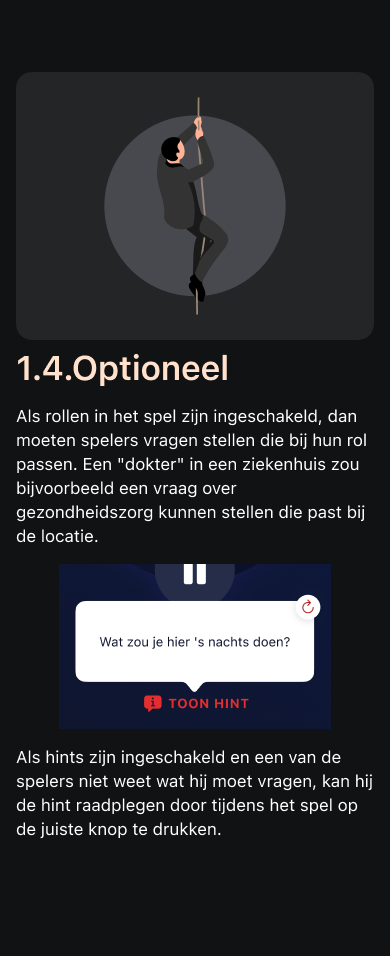 1.4.Optioneel
Als rollen in het spel zijn ingeschakeld, dan
moeten spelers vragen stellen die bij hun rol
passen. Een "dokter" in een ziekenhuis zou
bijvoorbeeld een vraag over
gezondheidszorg kunnen stellen die past bij
de locatie.
Wat zou je hier 's nachts doen?
TOON HINT
Als hints zijn ingeschakeld en een van de
spelers niet weet wat hij moet vragen, kan hij
de hint raadplegen door tijdens het spel op
de juiste knop te drukken.